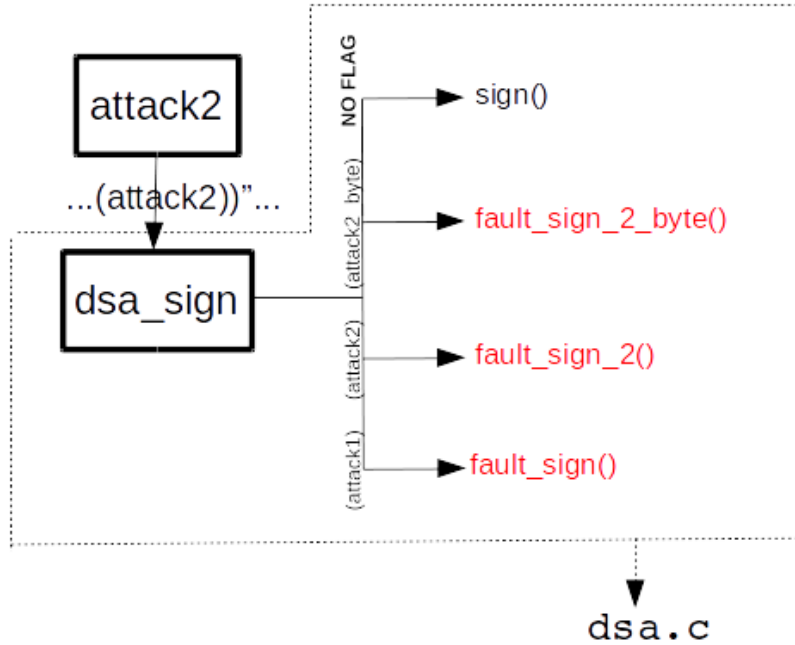 attack2
...(attack2))”...
dsa_sign
NO FLAG
sign()
(attack2_byte)
fault_sign_2_byte()
(attack2)
fault_sign_2()
(attack1)
fault_sign()
dsa.c